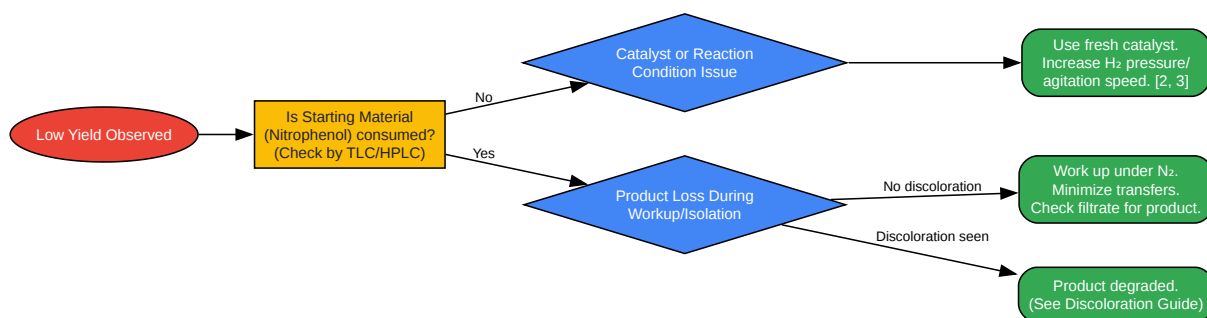 Low Yield Observed
Is Starting Material
(Nitrophenol) consumed?
(Check by TLC/HPLC)
No
Catalyst or Reaction
Condition Issue
Use fresh catalyst.
Increase H₂ pressure/
agitation speed. [2, 3]
Yes
Product Loss During
Workup/Isolation
No discoloration
Work up under N₂.
Minimize transfers.
Check filtrate for product.
Discoloration seen
Product degraded.
(See Discoloration Guide)